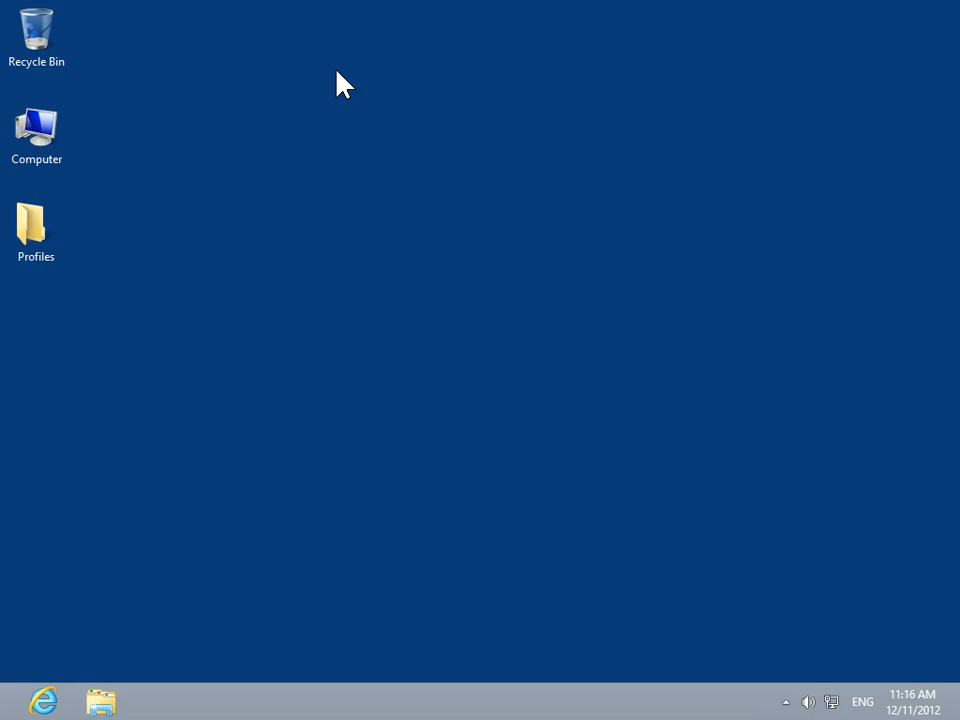 Recycle Bin
Computer
Profiles
ENG
11:16 AM
12/11/2012